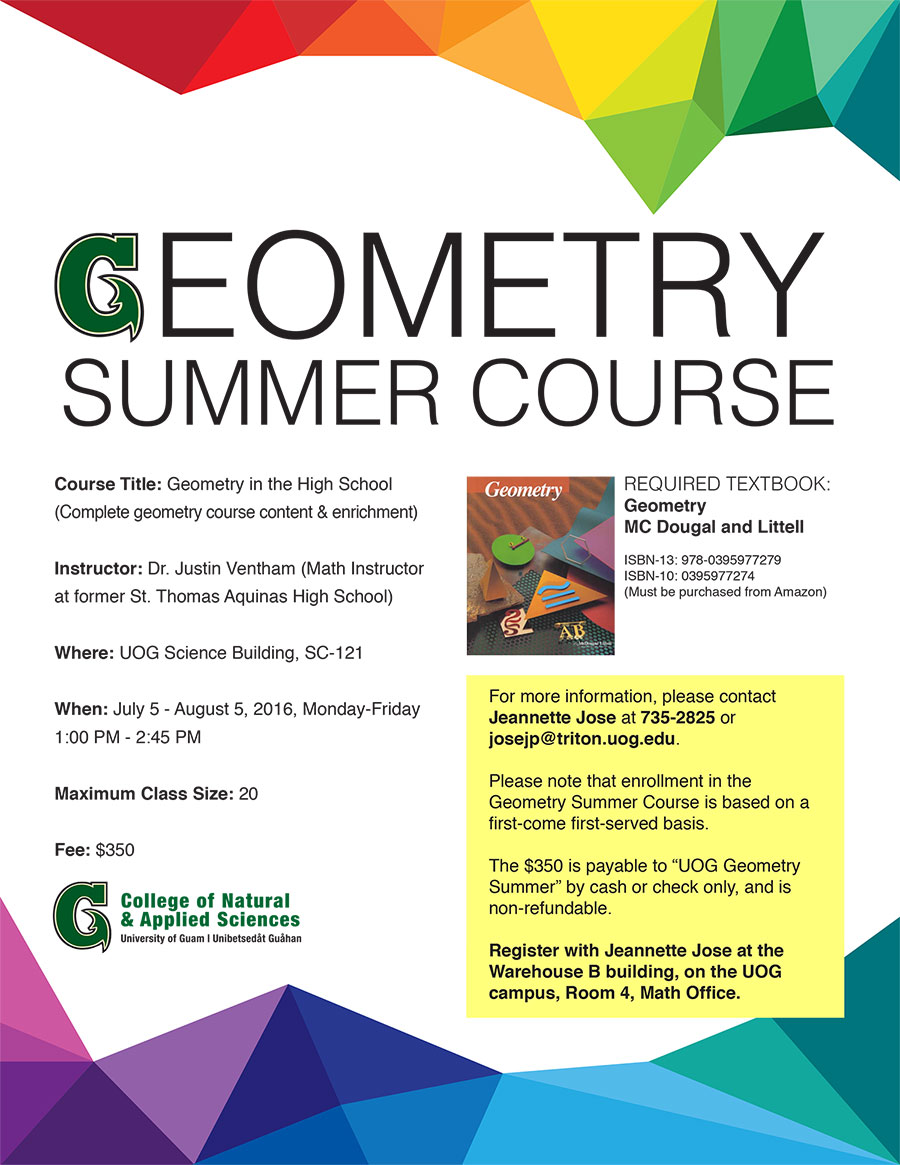 GEOMETRY
SUMMER COURSE
Course Title: Geometry in the High School
(Complete geometry course content & enrichment)
Instructor: Dr. Justin Ventham (Math Instructor
at former St. Thomas Aquinas High School)
Where: UOG Science Building, SC-121
When: July 5 - August 5, 2016, Monday-Friday
1:00 PM - 2:45 PM
Maximum Class Size: 20
Fee: $350
G
College of Natural
& Applied Sciences
University of Guam | Unibetsedåt Guåhan
Geometry
AB
REQUIRED TEXTBOOK:
Geometry
MC Dougal and Littell
ISBN-13: 978-0395977279
ISBN-10: 0395977274
(Must be purchased from Amazon)
For more information, please contact
Jeannette Jose at 735-2825 or
josejp@triton.uog.edu.
Please note that enrollment in the
Geometry Summer Course is based on a
first-come first-served basis.
The $350 is payable to “UOG Geometry
Summer” by cash or check only, and is
non-refundable.
Register with Jeannette Jose at the
Warehouse B building, on the UOG
campus, Room 4, Math Office.